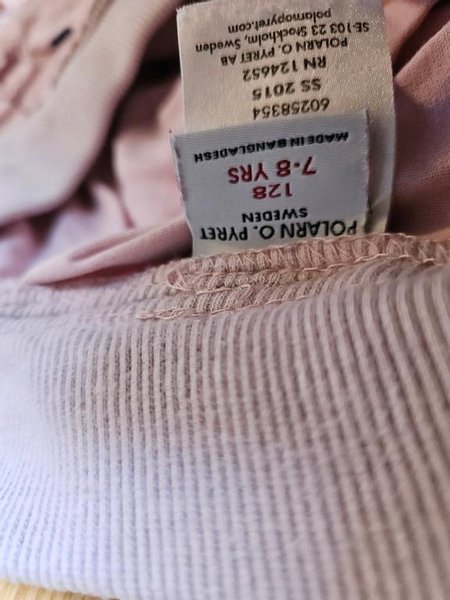 POLARN O. PYRET
SWEDEN
128
7-8 YRS
MADE IN BANGLADESH
60258354
SS 2015
RN 124652
POLARN O. PYRET AB
SE-103 23 Stockholm, Sweden
polarnopyret.com